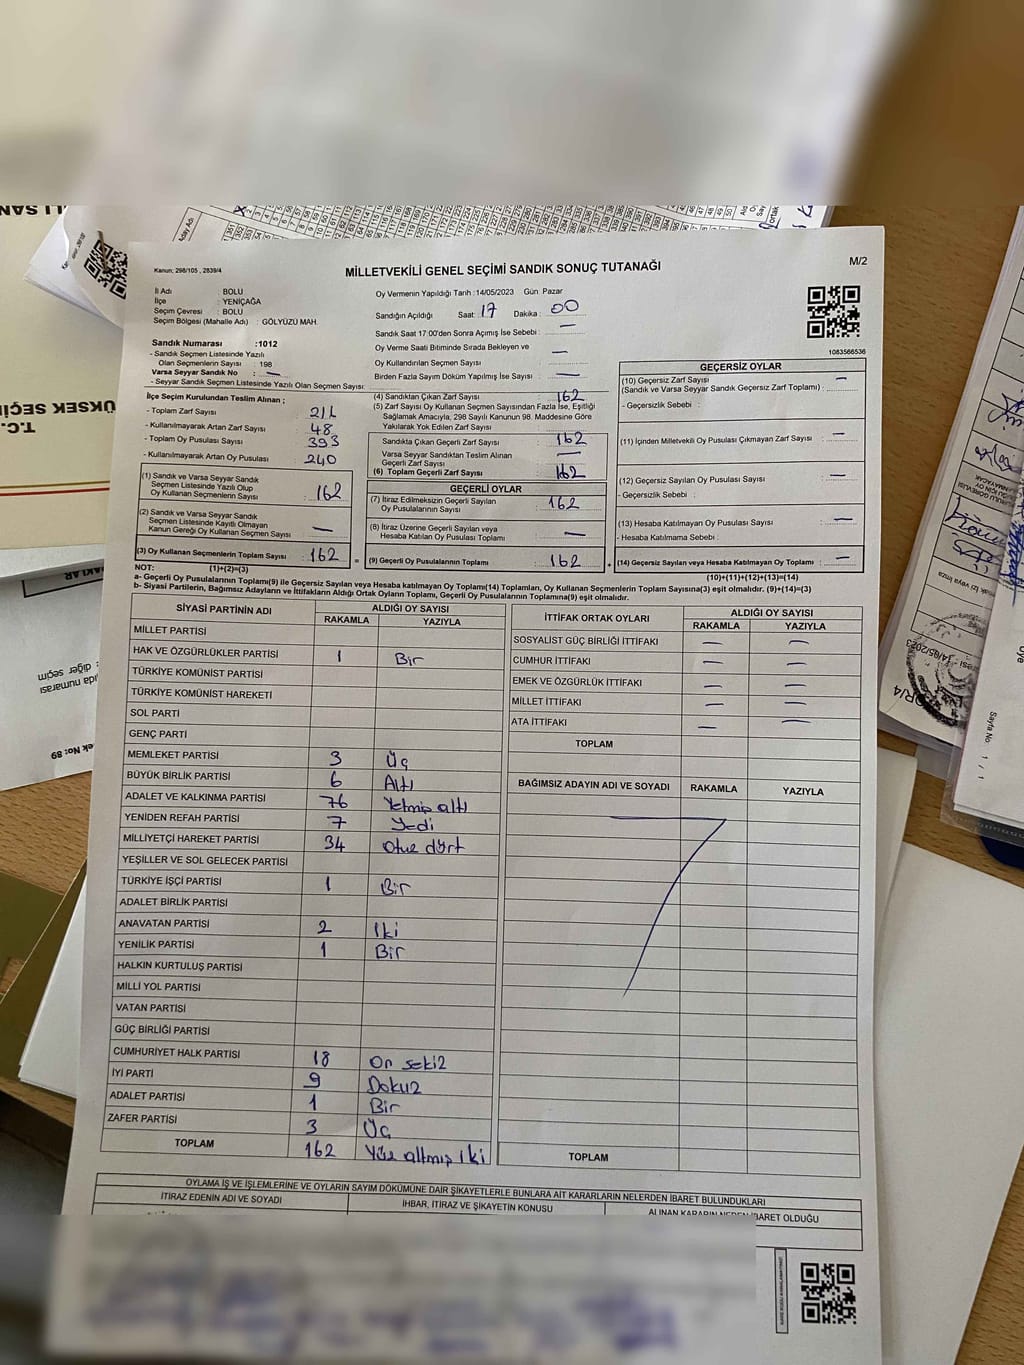 M/2
Kanun; 298/105 , 2839/4
MİLLETVEKİLİ GENEL SEÇİMİ SANDIK SONUÇ TUTANAĞI
İl Adı : BOLU
İlçe : YENİÇAĞA
Seçim Çevresi : BOLU
Seçim Bölgesi (Mahalle Adı) : GÖLYÜZÜ MAH.
Sandık Numarası :1012
- Sandık Seçmen Listesinde Yazılı
Olan Seçmenlerin Sayısı : 198
Varsa Seyyar Sandık No : —
- Seyyar Sandık Seçmen Listesinde Yazılı Olan Seçmen Sayısı:
Oy Vermenin Yapıldığı Tarih :14/05/2023 Gün: Pazar
Sandığın Açıldığı Saat: 17 Dakika : 00
Sandık Saat 17:00'den Sonra Açımış İse Sebebi : —
Oy Verme Saati Bitiminde Sırada Bekleyen ve
Oy Kullandırılan Seçmen Sayısı : —
Birden Fazla Sayım Döküm Yapılmış İse Sayısı : —
1083566536
İlçe Seçim Kurulundan Teslim Alınan ;
- Toplam Zarf Sayısı :
- Kullanılmayarak Artan Zarf Sayısı : 48
- Toplam Oy Pusulası Sayısı : 393
- Kullanılmayarak Artan Oy Pusulası : 240
(1) Sandık ve Varsa Seyyar Sandık
Seçmen Listesinde Yazılı Olup
Oy Kullanan Seçmenlerin Sayısı : 162
(2) Sandık ve Varsa Seyyar Sandık
Seçmen Listesinde Kayıtlı Olmayan
Kanun Gereği Oy Kullanan Seçmen Sayısı : —
(3) Oy Kullanan Seçmenlerin Toplam Sayısı : 162
(4) Sandıktan Çıkan Zarf Sayısı : 162
(5) Zarf Sayısı Oy Kullanan Seçmen Sayısından Fazla İse, Eşitliği
Sağlamak Amacıyla, 298 Sayılı Kanunun 98. Maddesine Göre
Yakılarak Yok Edilen Zarf Sayısı :
Sandıkta Çıkan Geçerli Zarf Sayısı : 162
Varsa Seyyar Sandıktan Teslim Alınan
Geçerli Zarf Sayısı : —
(6) Toplam Geçerli Zarf Sayısı : 162
GEÇERLİ OYLAR
(7) İtiraz Edilmeksizin Geçerli Sayılan
Oy Pusulalarının Sayısı : 162
(8) İtiraz Üzerine Geçerli Sayılan veya
Hesaba Katılan Oy Pusulası Toplamı : —
= (9) Geçerli Oy Pusulalarının Toplamı : 162
GEÇERSİZ OYLAR
(10) Geçersiz Zarf Sayısı
(Sandık ve Varsa Seyyar Sandık Geçersiz Zarf Toplamı) : —
- Geçersizlik Sebebi :
(11) İçinden Milletvekili Oy Pusulası Çıkmayan Zarf Sayısı : —
(12) Geçersiz Sayılan Oy Pusulası Sayısı : —
- Geçersizlik Sebebi :
(13) Hesaba Katılmayan Oy Pusulası Sayısı : —
- Hesaba Katılmama Sebebi :
+ (14) Geçersiz Sayılan veya Hesaba Katılmayan Oy Toplamı : —
NOT: (1)+(2)=(3) (10)+(11)+(12)+(13)=(14)
a- Geçerli Oy Pusulalarının Toplamı(9) ile Geçersiz Sayılan veya Hesaba katılmayan Oy Toplam(14) Toplamları, Oy Kullanan Seçmenlerin Toplam Sayısına(3) eşit olmalıdır. (9)+(14)=(3)
b- Siyasi Partilerin, Bağımsız Adayların ve İttifakların Aldığı Ortak Oyların Toplamı, Geçerli Oy Pusulalarının Toplamına(9) eşit olmalıdır.
SİYASİ PARTİNİN ADI ALDIĞI OY SAYISI
RAKAMLA YAZIYLA
MİLLET PARTİSİ
HAK VE ÖZGÜRLÜKLER PARTİSİ 1 Bir
TÜRKİYE KOMÜNİST PARTİSİ
TÜRKİYE KOMÜNİST HAREKETİ
SOL PARTİ
GENÇ PARTİ
MEMLEKET PARTİSİ 3 Üç
BÜYÜK BİRLİK PARTİSİ 6 Altı
ADALET VE KALKINMA PARTİSİ 76 Yetmiş altı
YENİDEN REFAH PARTİSİ 7 Yedi
MİLLİYETÇİ HAREKET PARTİSİ 34 Otuz dört
YEŞİLLER VE SOL GELECEK PARTİSİ
TÜRKİYE İŞÇİ PARTİSİ 1 Bir
ADALET BİRLİK PARTİSİ
ANAVATAN PARTİSİ 2 İki
YENİLİK PARTİSİ 1 Bir
HALKIN KURTULUŞ PARTİSİ
MİLLİ YOL PARTİSİ
VATAN PARTİSİ
GÜÇ BİRLİĞİ PARTİSİ
CUMHURİYET HALK PARTİSİ 18 On sekiz
İYİ PARTİ 9 Dokuz
ADALET PARTİSİ 1 Bir
ZAFER PARTİSİ 3 Üç
TOPLAM 162 Yüz altmış iki
İTTİFAK ORTAK OYLARI ALDIĞI OY SAYISI
RAKAMLA YAZIYLA
SOSYALİST GÜÇ BİRLİĞİ İTTİFAKI — —
CUMHUR İTTİFAKI — —
EMEK VE ÖZGÜRLÜK İTTİFAKI — —
MİLLET İTTİFAKI — —
ATA İTTİFAKI — —
TOPLAM
BAĞIMSIZ ADAYIN ADI VE SOYADI RAKAMLA YAZIYLA
TOPLAM
OYLAMA İŞ VE İŞLEMLERİNE VE OYLARIN SAYIM DÖKÜMÜNE DAİR ŞİKAYETLERLE BUNLARA AİT KARARLARIN NELERDEN İBARET BULUNDUKLARI
İTİRAZ EDENİN ADI VE SOYADI
İHBAR, İTİRAZ VE ŞİKAYETİN KONUSU
ALINAN KARARIN NEDEN İBARET OLDUĞU
T.C.
YÜKSEK SEÇİM
Sayfa No: 1 / 1
14/05/2023